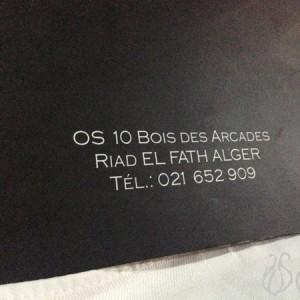 OS 10 BOIS DES ARCADES
RIAD EL FATH ALGER
TÉL.: 021 652 909